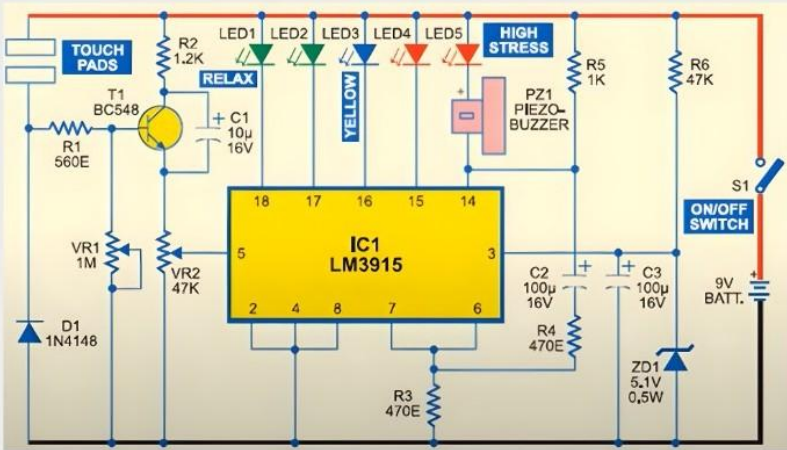 TOUCH
PADS
R2
1.2K
LED1
LED2
LED3
LED4
LED5
HIGH
STRESS
RELAX
YELLOW
T1
BC548
C1
10µ
16V
R1
560E
PZ1
PIEZO-
BUZZER
R5
1K
R6
47K
S1
ON/OFF
SWITCH
18
17
16
15
14
IC1
LM3915
5
3
2
4
8
7
6
VR1
1M
VR2
47K
C2
100µ
16V
C3
100µ
16V
9V
BATT.
D1
1N4148
R3
470E
R4
470E
ZD1
5.1V
0.5W